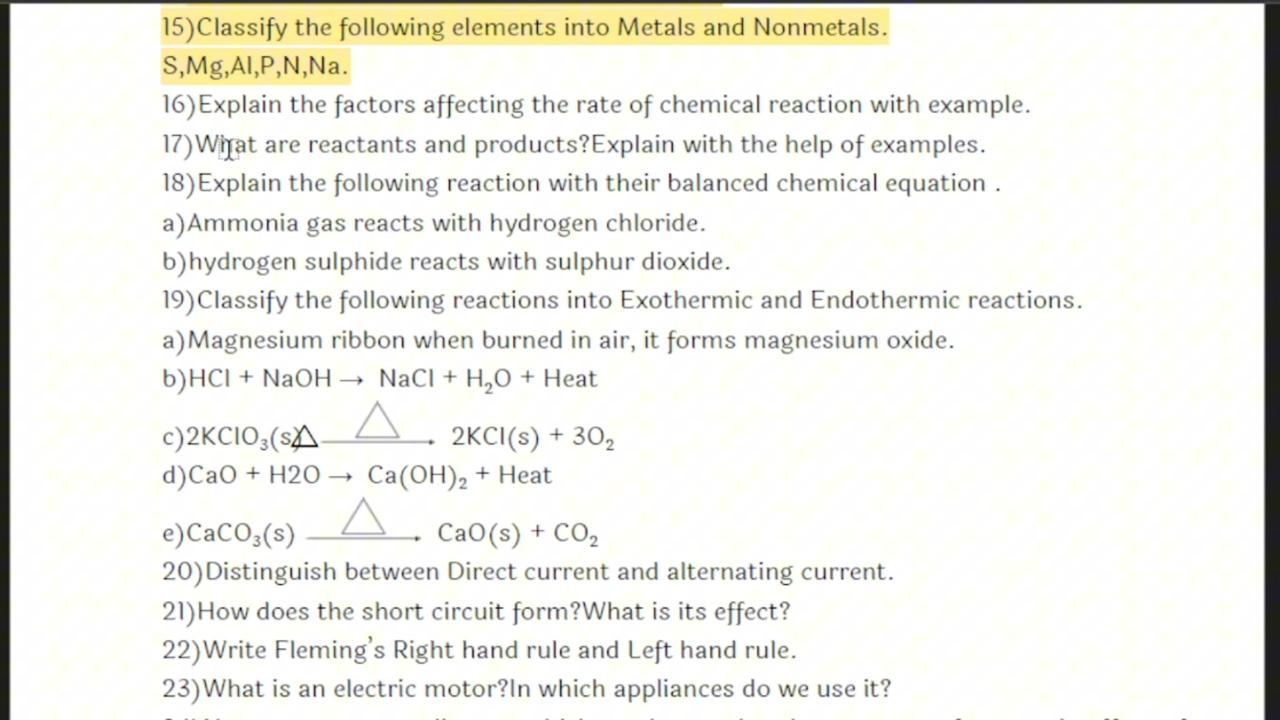 15)Classify the following elements into Metals and Nonmetals.
S,Mg,Al,P,N,Na.
16)Explain the factors affecting the rate of chemical reaction with example.
17)What are reactants and products?Explain with the help of examples.
18)Explain the following reaction with their balanced chemical equation .
a)Ammonia gas reacts with hydrogen chloride.
b)hydrogen sulphide reacts with sulphur dioxide.
19)Classify the following reactions into Exothermic and Endothermic reactions.
a)Magnesium ribbon when burned in air, it forms magnesium oxide.
b)HCl + NaOH → NaCl + H₂O + Heat
c)2KClO₃(s) △ → 2KCl(s) + 3O₂
d)CaO + H2O → Ca(OH)₂ + Heat
e)CaCO₃(s) △ → CaO(s) + CO₂
20)Distinguish between Direct current and alternating current.
21)How does the short circuit form?What is its effect?
22)Write Fleming's Right hand rule and Left hand rule.
23)What is an electric motor?In which appliances do we use it?